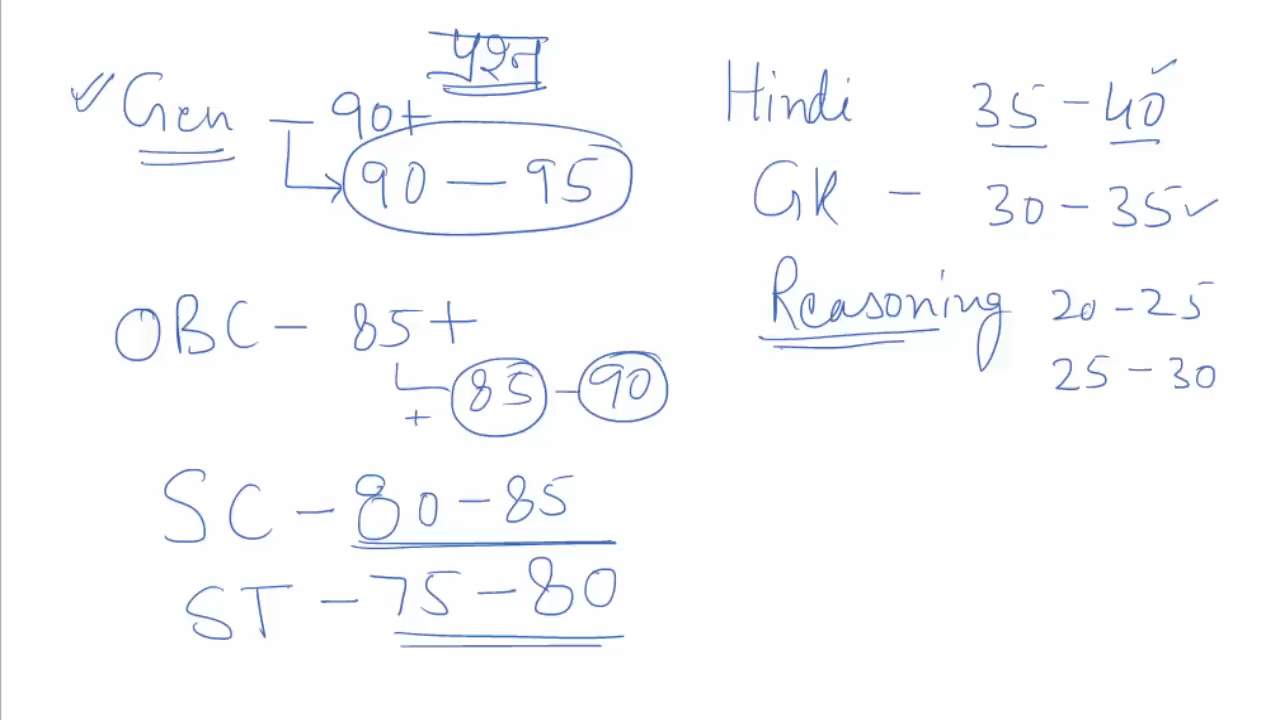 प्रश्न
Gen - 90+
90 - 95
OBC - 85+
+ 85 - 90
SC - 80 - 85
ST - 75 - 80
Hindi 35 - 40
GK - 30 - 35
Reasoning 20 - 25
25 - 30